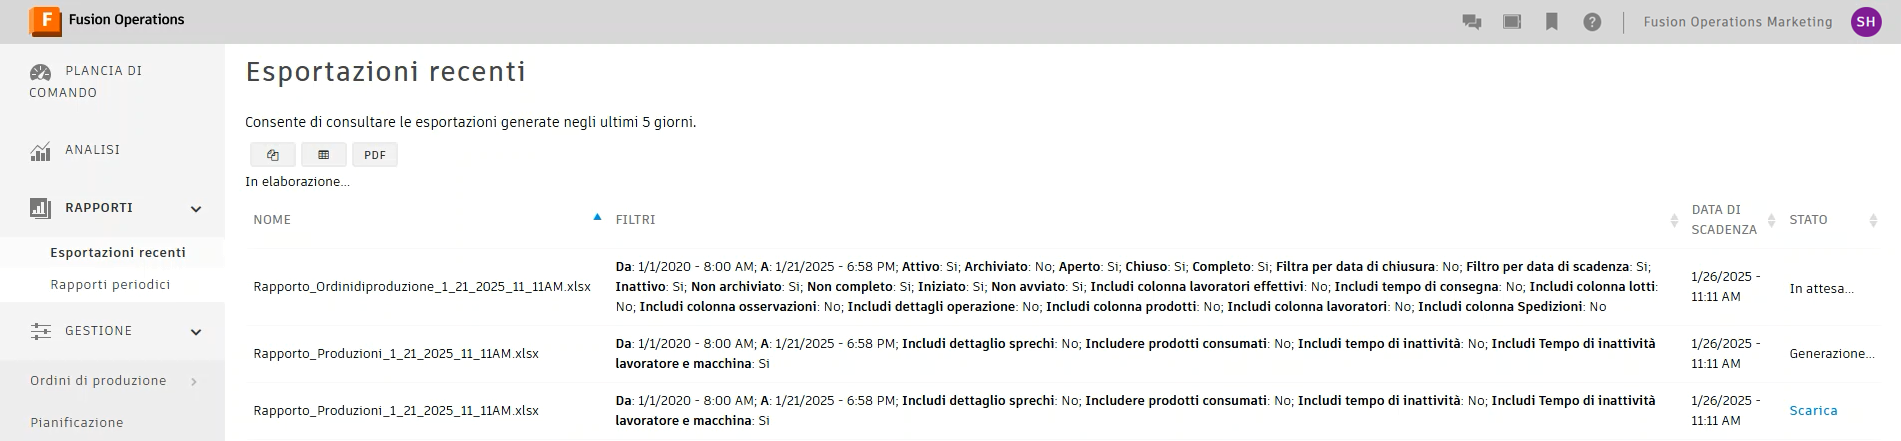 Fusion Operations
Fusion Operations Marketing
SH
PLANCIA DI
COMANDO
ANALISI
RAPPORTI
Esportazioni recenti
Rapporti periodici
GESTIONE
Ordini di produzione
Pianificazione
Esportazioni recenti
Consente di consultare le esportazioni generate negli ultimi 5 giorni.
PDF
In elaborazione...
NOME
FILTRI
DATA DI
SCADENZA
STATO
Rapporto_Ordinidiproduzione_1_21_2025_11_11AM.xlsx
Da: 1/1/2020 - 8:00 AM; A: 1/21/2025 - 6:58 PM; Attivo: Sì; Archiviato: No; Aperto: Sì; Chiuso: Sì; Completo: Sì; Filtra per data di chiusura: No; Filtro per data di scadenza: Sì;
Inattivo: Sì; Non archiviato: Sì; Non completo: Sì; Iniziato: Sì; Non avviato: Sì; Includi colonna lavoratori effettivi: No; Includi tempo di consegna: No; Includi colonna lotti:
No; Includi colonna osservazioni: No; Includi dettagli operazione: No; Includi colonna prodotti: No; Includi colonna lavoratori: No; Includi colonna Spedizioni: No
1/26/2025 -
11:11 AM
In attesa...
Rapporto_Produzioni_1_21_2025_11_11AM.xlsx
Da: 1/1/2020 - 8:00 AM; A: 1/21/2025 - 6:58 PM; Includi dettaglio sprechi: No; Includere prodotti consumati: No; Includi tempo di inattività: No; Includi Tempo di inattività
lavoratore e macchina: Sì
1/26/2025 -
11:11 AM
Generazione...
Rapporto_Produzioni_1_21_2025_11_11AM.xlsx
Da: 1/1/2020 - 8:00 AM; A: 1/21/2025 - 6:58 PM; Includi dettaglio sprechi: No; Includere prodotti consumati: No; Includi tempo di inattività: No; Includi Tempo di inattività
lavoratore e macchina: Sì
1/26/2025 -
11:11 AM
Scarica